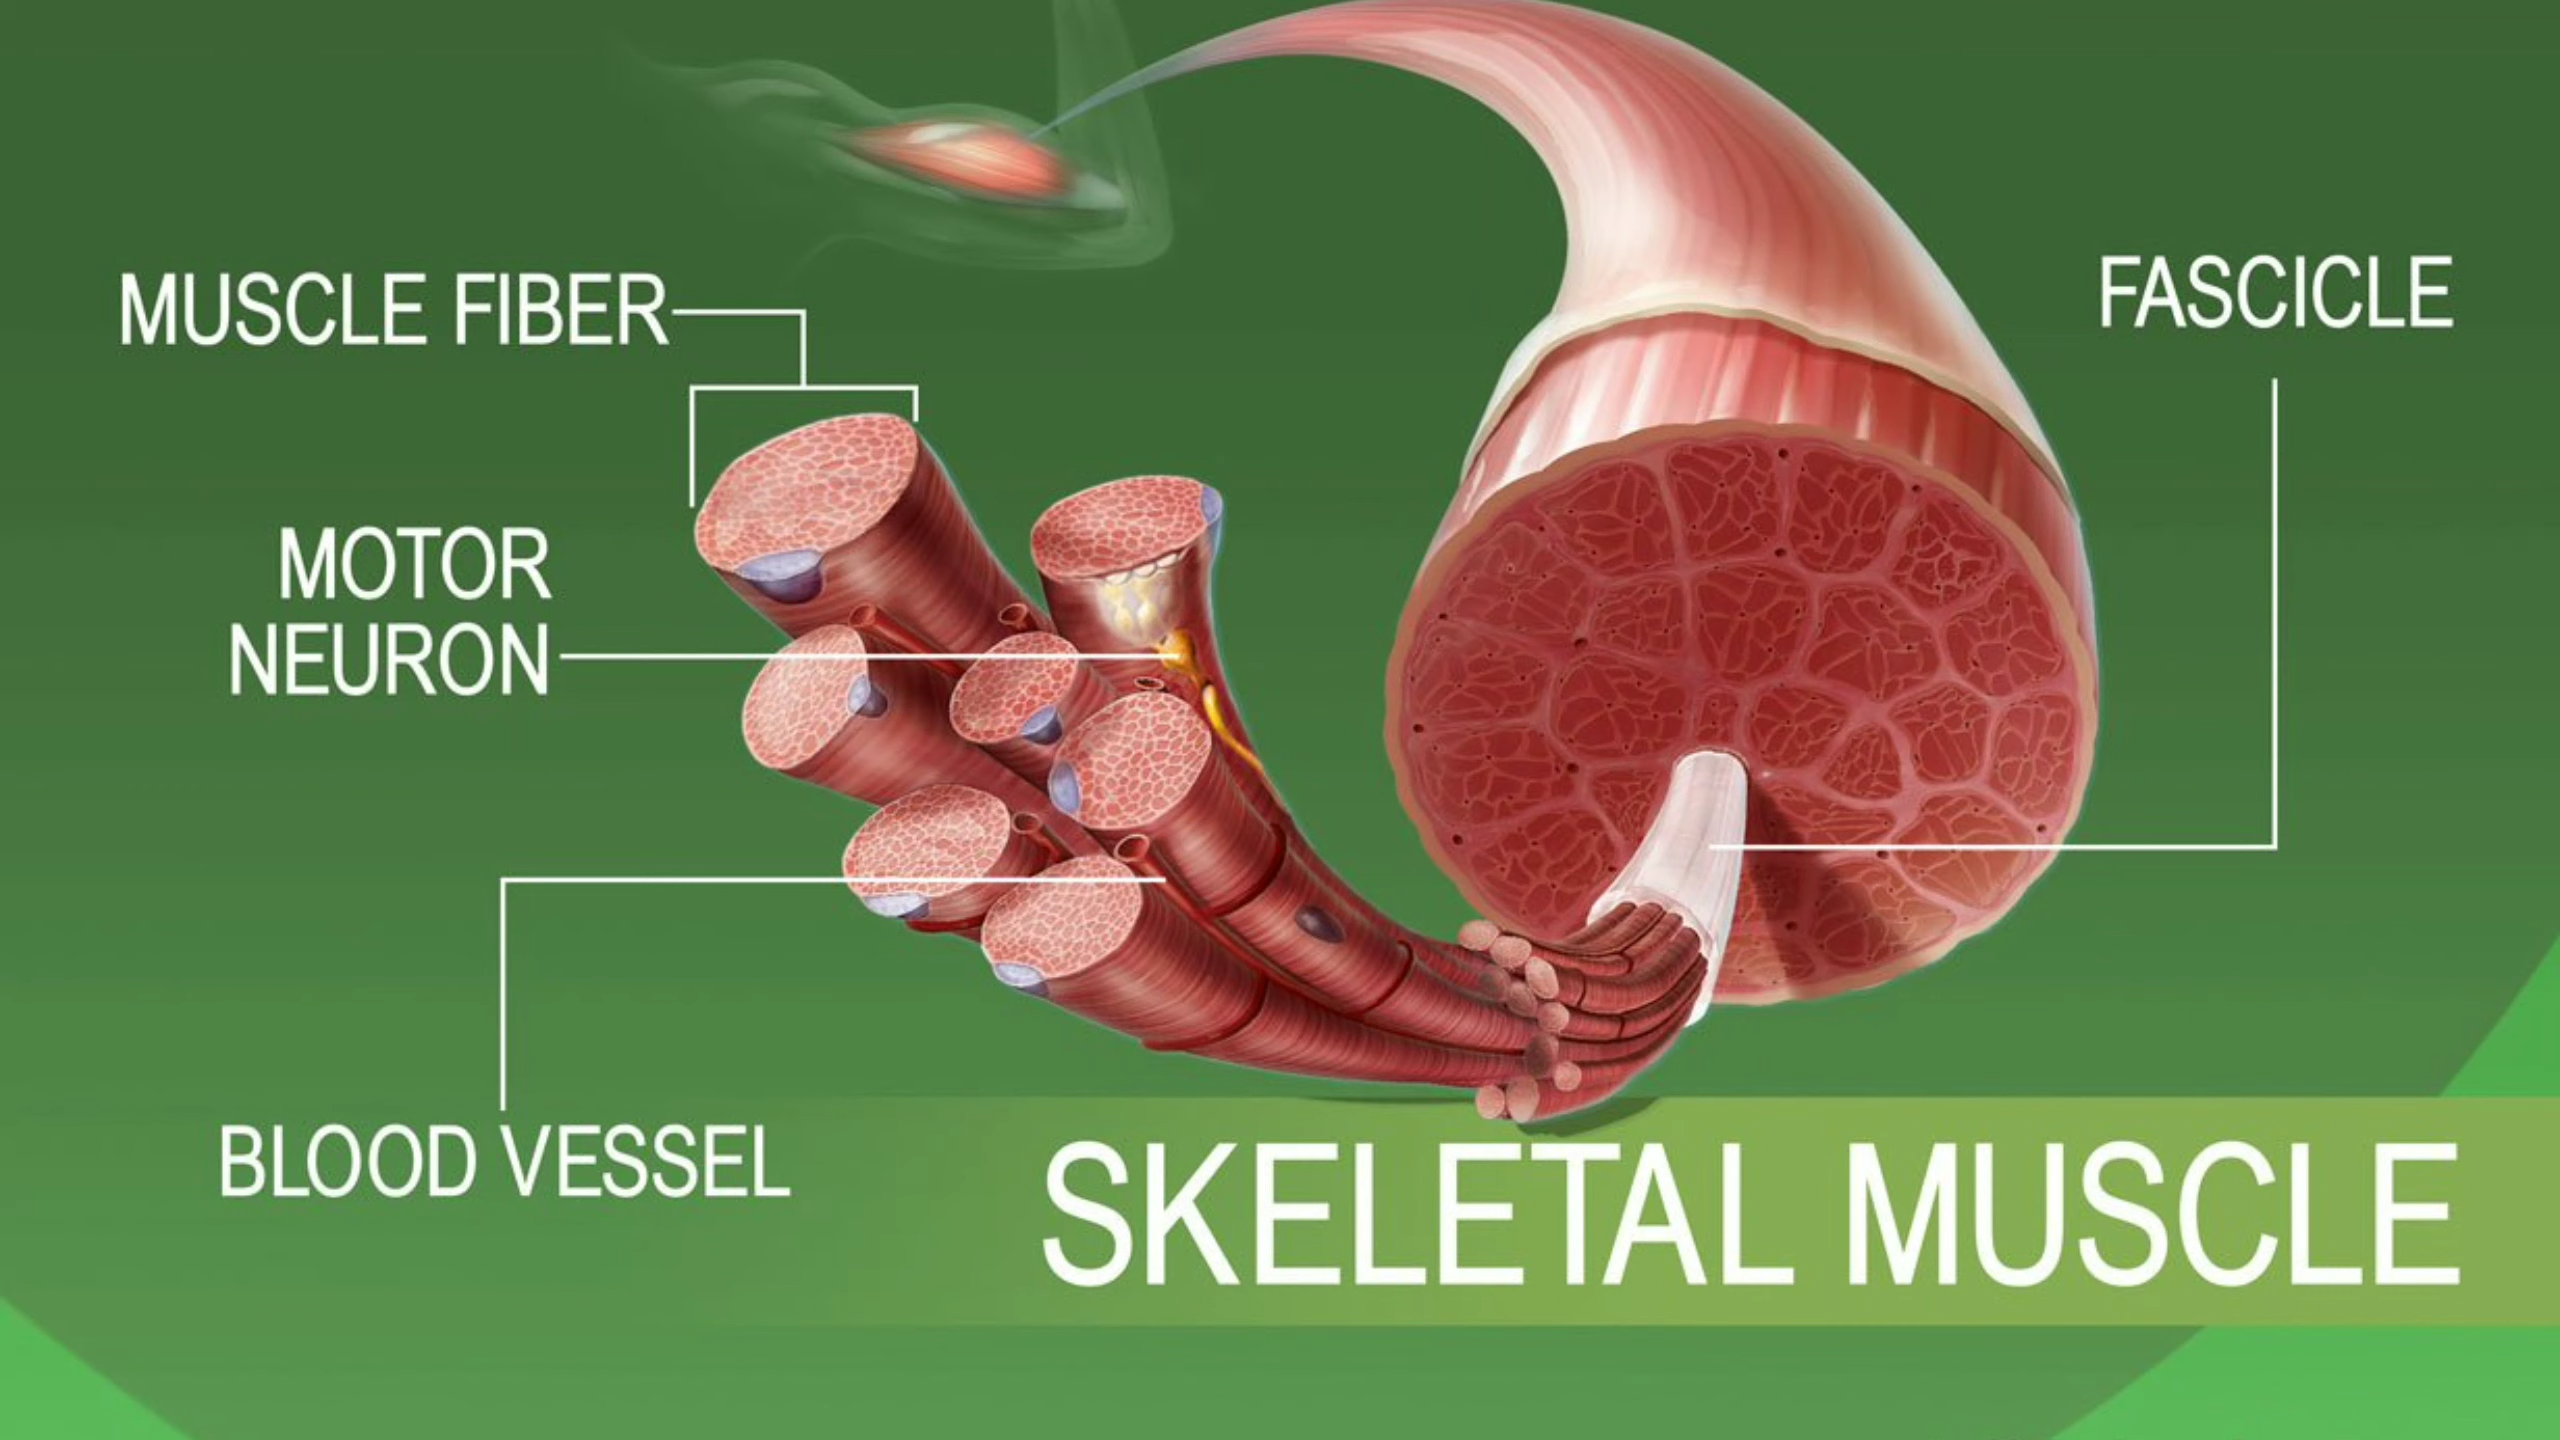 FASCICLE
MUSCLE FIBER
MOTOR
NEURON
BLOOD VESSEL
SKELETAL MUSCLE